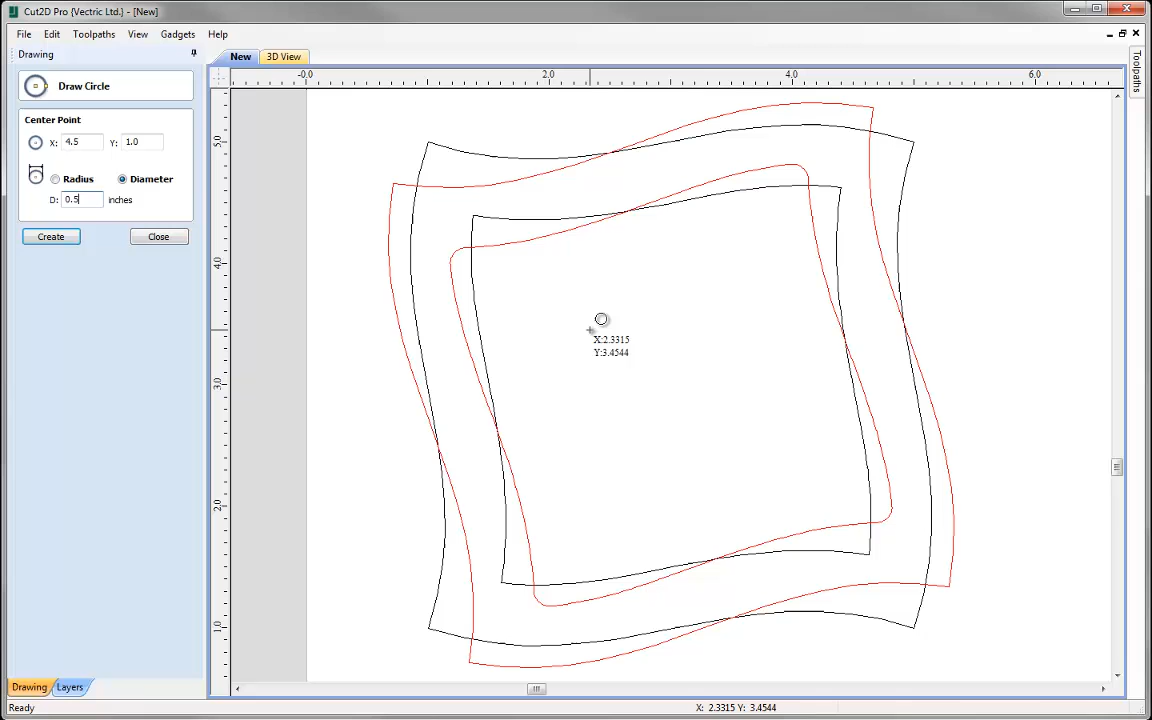 Cut2D Pro {Vectric Ltd.} - [New]
File Edit Toolpaths View Gadgets Help
Drawing
New 3D View
Toolpaths
Draw Circle
-0.0 2.0 4.0 6.0
Center Point
X: 4.5 Y: 1.0
Radius Diameter
D: 0.5 inches
Create Close
5.0
4.0
3.0
2.0
1.0
X:2.3315
Y:3.4544
Drawing Layers
Ready X: 2.3315 Y: 3.4544